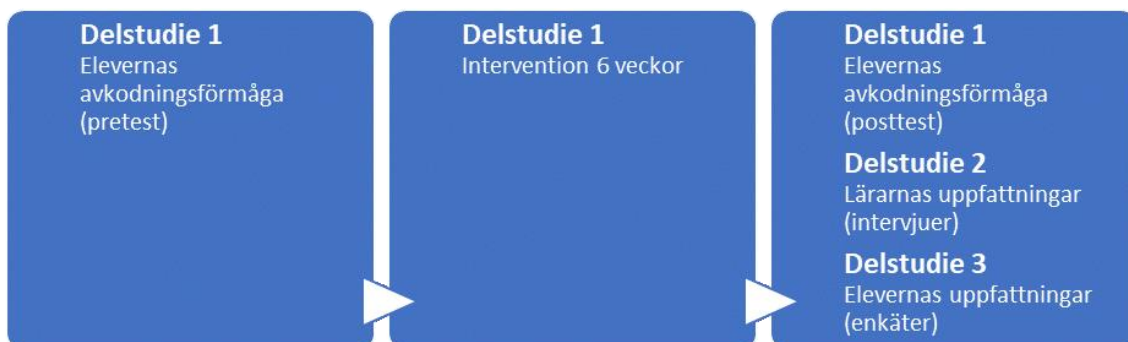 Delstudie 1
Elevernas
avkodningsförmåga
(pretest)
Delstudie 1
Intervention 6 veckor
Delstudie 1
Elevernas
avkodningsförmåga
(posttest)
Delstudie 2
Lärarnas uppfattningar
(intervjuer)
Delstudie 3
Elevernas uppfattningar
(enkäter)